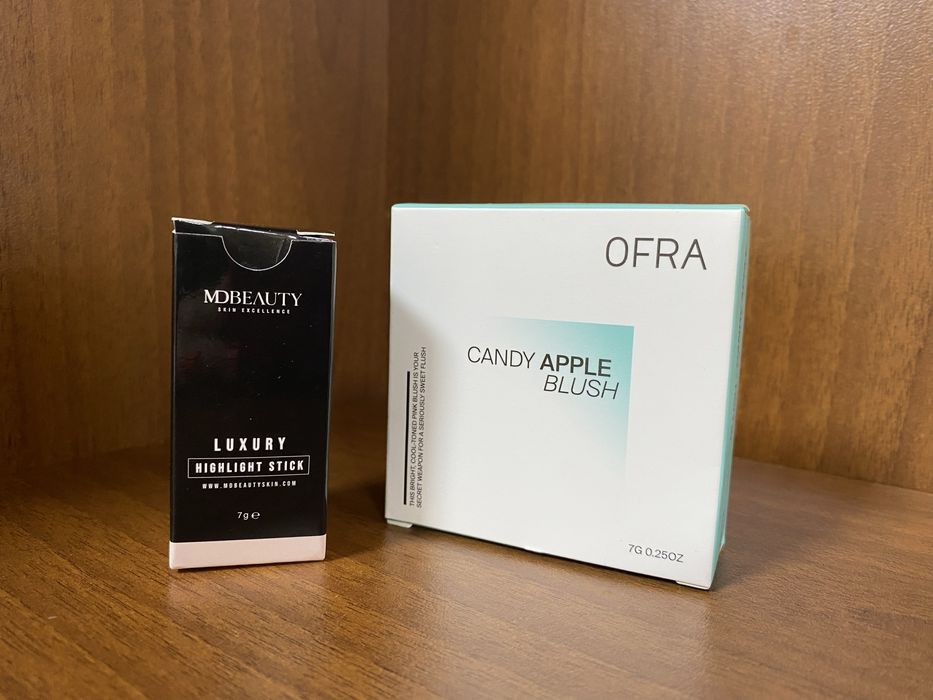 MDBEAUTY
SKIN EXCELLENCE
LUXURY
HIGHLIGHT STICK
WWW.MDBEAUTYSKIN.COM
7g ℮
OFRA
CANDY APPLE
BLUSH
THIS BRIGHT, COOL-TONED PINK BLUSH IS YOUR
SECRET WEAPON FOR A SERIOUSLY SWEET FLUSH
7G 0.25OZ